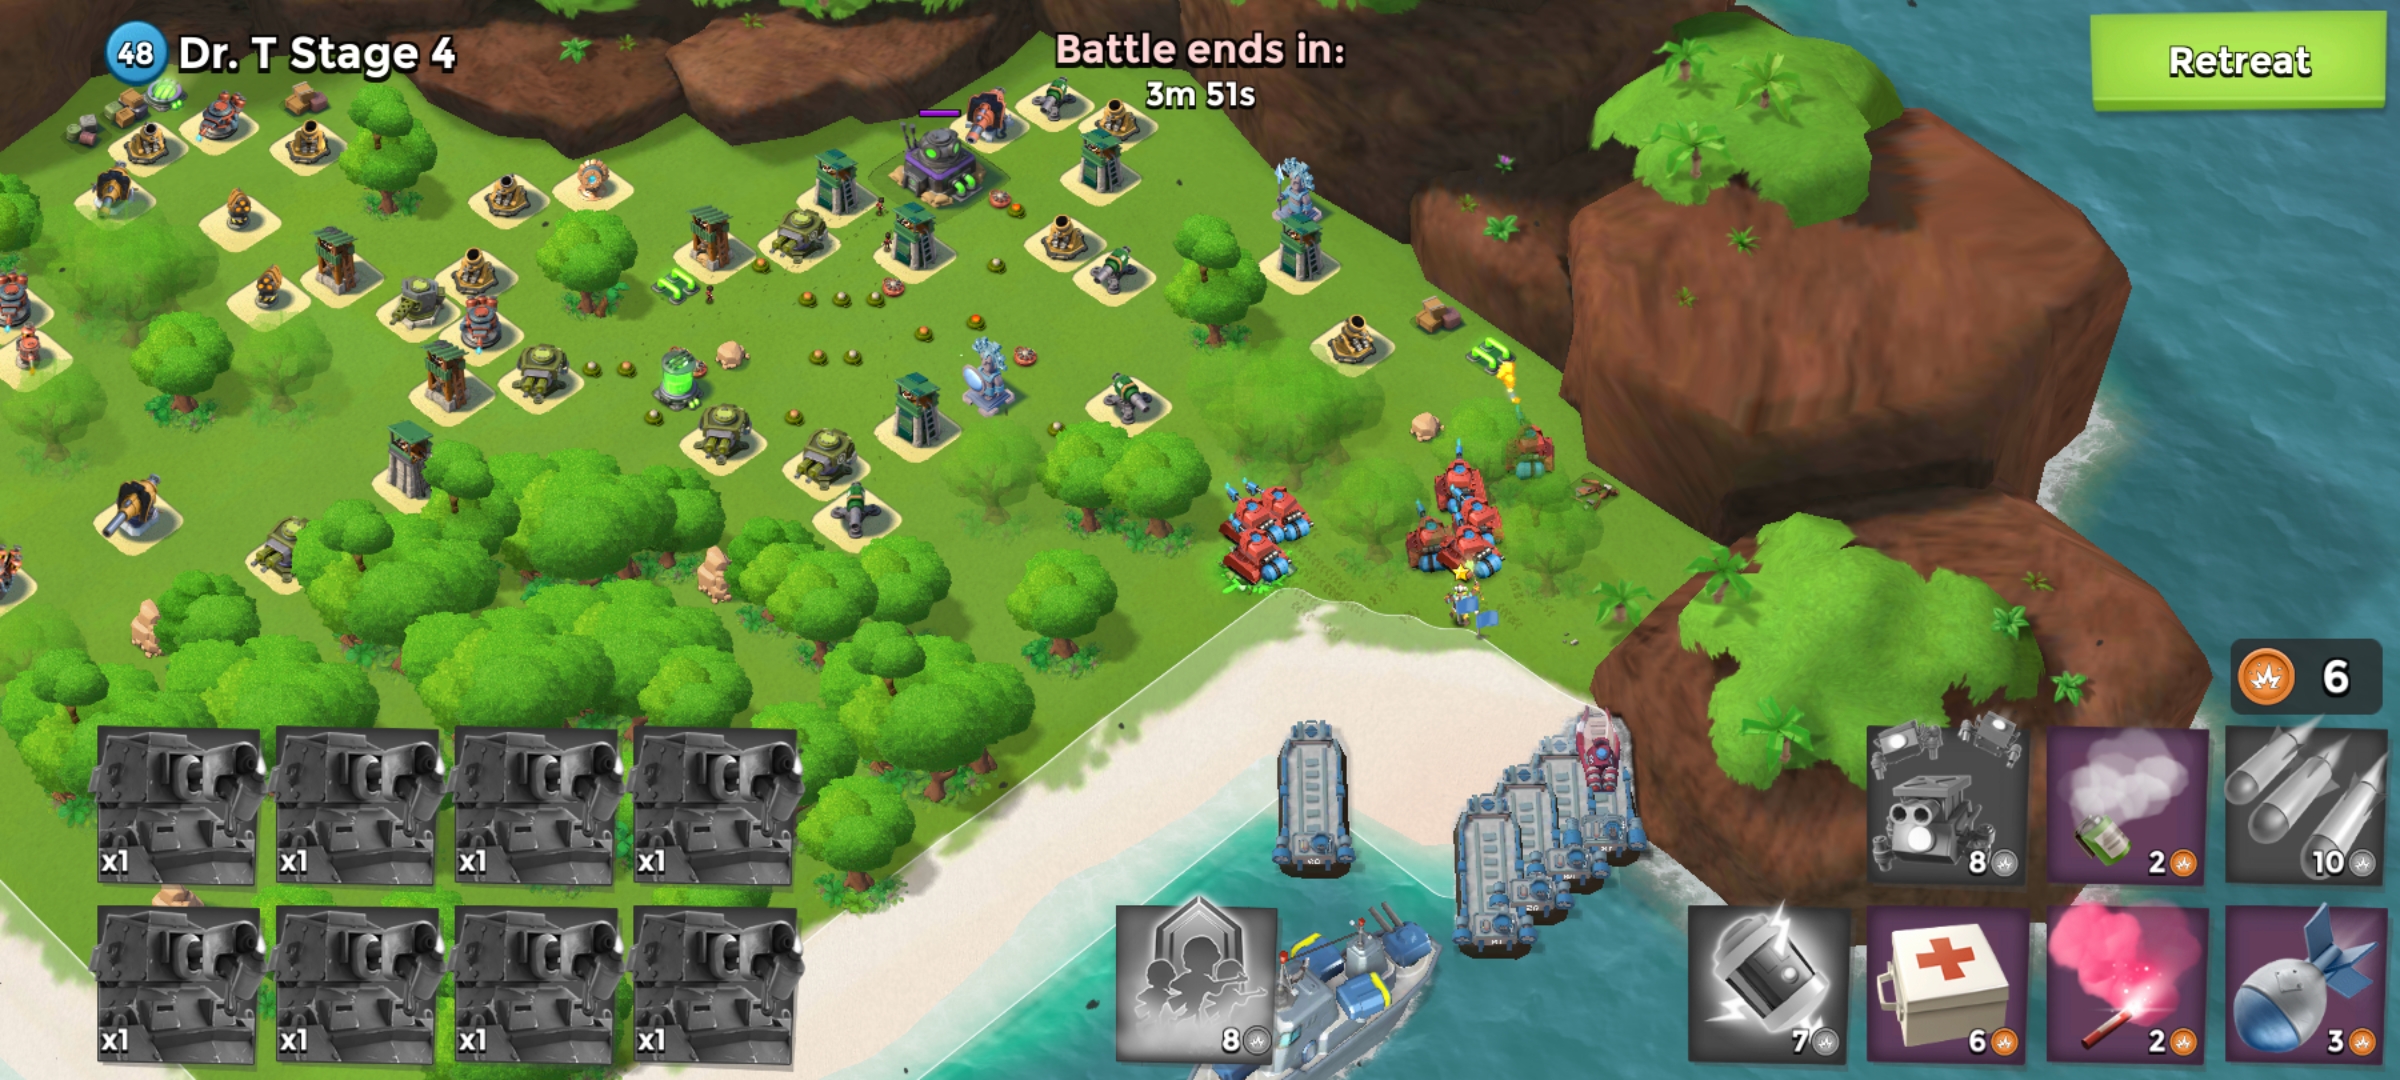 48 Dr. T Stage 4
Battle ends in:
3m 51s
Retreat
6
x1 x1 x1 x1
8 2 10
x1 x1 x1 x1
8 7 6 2 3